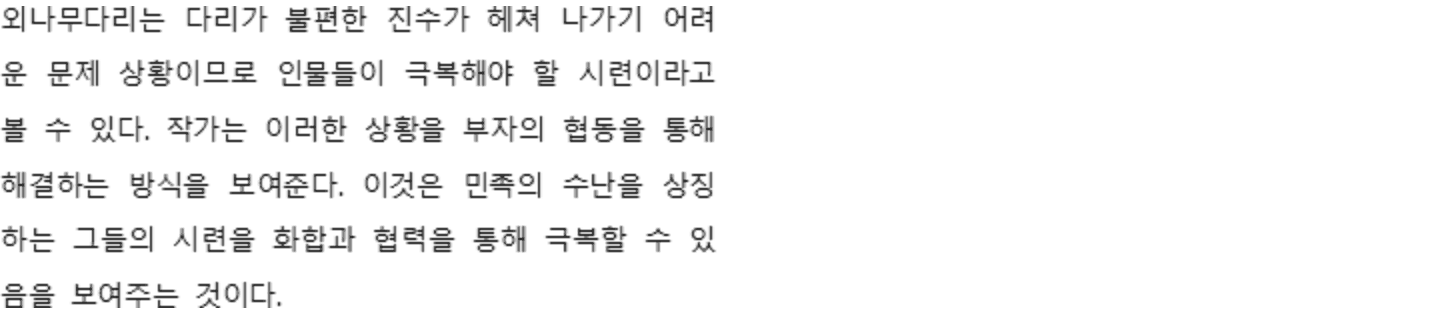 외나무다리는 다리가 불편한 진수가 헤쳐 나가기 어려
운 문제 상황이므로 인물들이 극복해야 할 시련이라고
볼 수 있다. 작가는 이러한 상황을 부자의 협동을 통해
해결하는 방식을 보여준다. 이것은 민족의 수난을 상징
하는 그들의 시련을 화합과 협력을 통해 극복할 수 있
음을 보여주는 것이다.